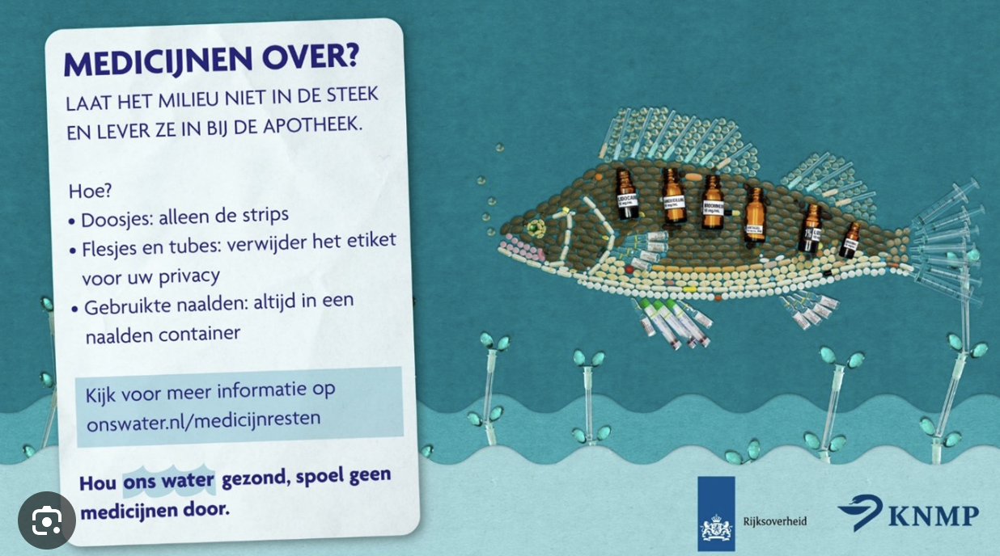 MEDICIJNEN OVER?
LAAT HET MILIEU NIET IN DE STEEK
EN LEVER ZE IN BIJ DE APOTHEEK.
Hoe?
• Doosjes: alleen de strips
• Flesjes en tubes: verwijder het etiket
voor uw privacy
• Gebruikte naalden: altijd in een
naalden container
Kijk voor meer informatie op
onswater.nl/medicijnresten
Hou ons water gezond, spoel geen
medicijnen door.
Rijksoverheid
KNMP